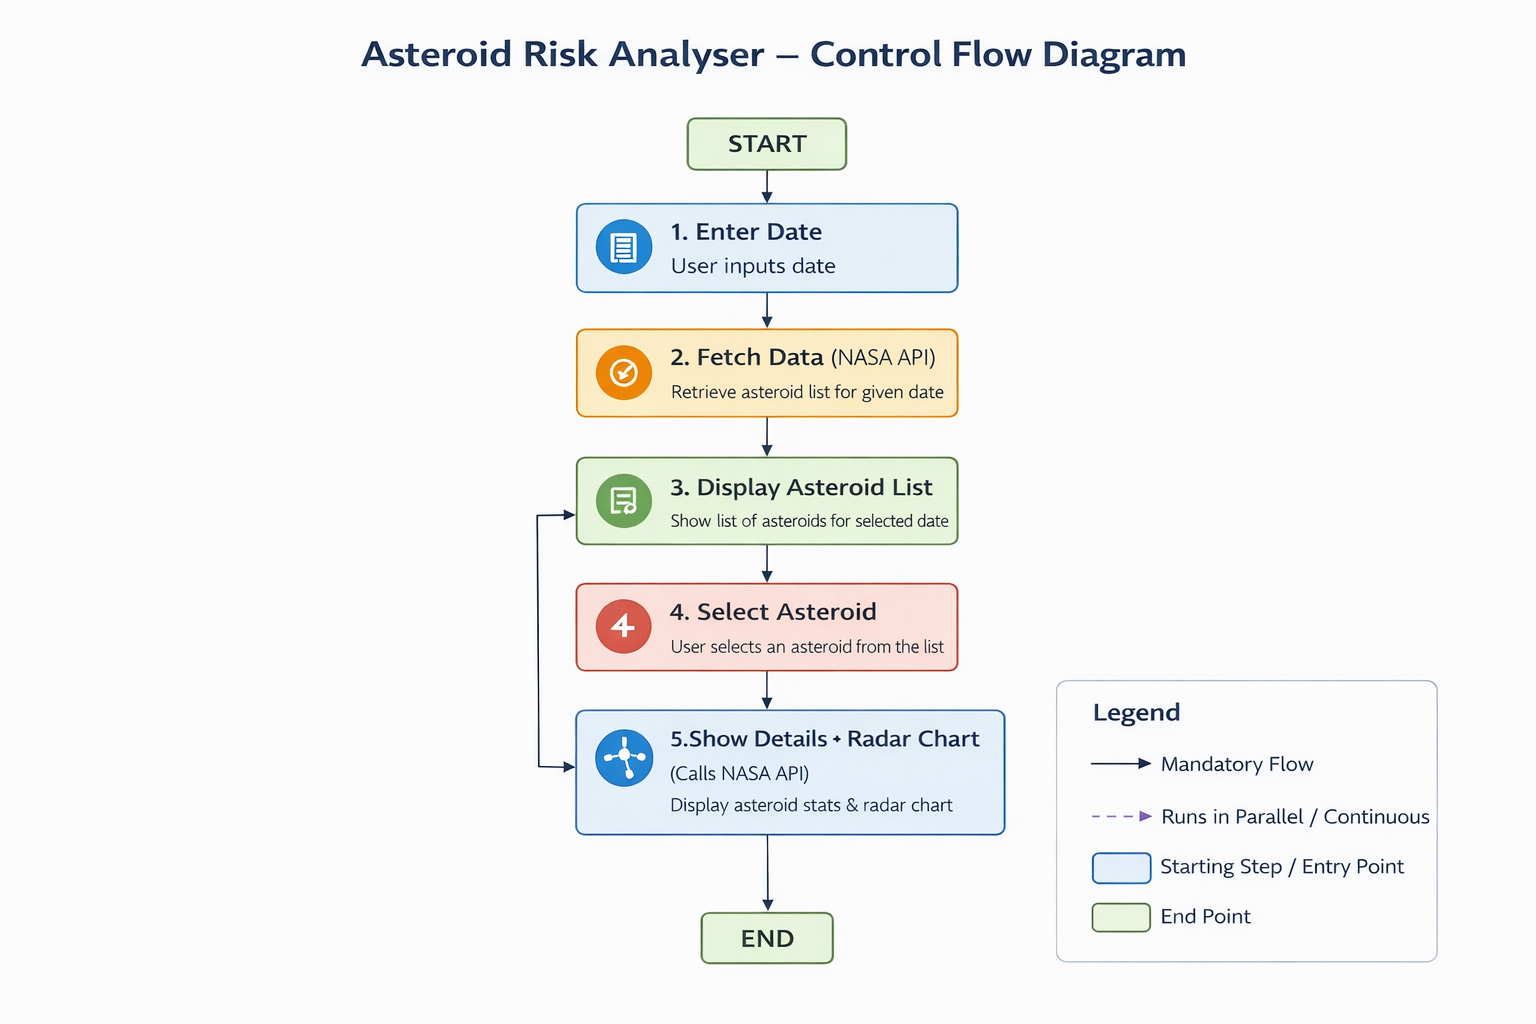 Asteroid Risk Analyser – Control Flow Diagram
START
1. Enter Date
User inputs date
2. Fetch Data (NASA API)
Retrieve asteroid list for given date
3. Display Asteroid List
Show list of asteroids for selected date
4
4. Select Asteroid
User selects an asteroid from the list
5.Show Details + Radar Chart
(Calls NASA API)
Display asteroid stats & radar chart
END
Legend
Mandatory Flow
Runs in Parallel / Continuous
Starting Step / Entry Point
End Point